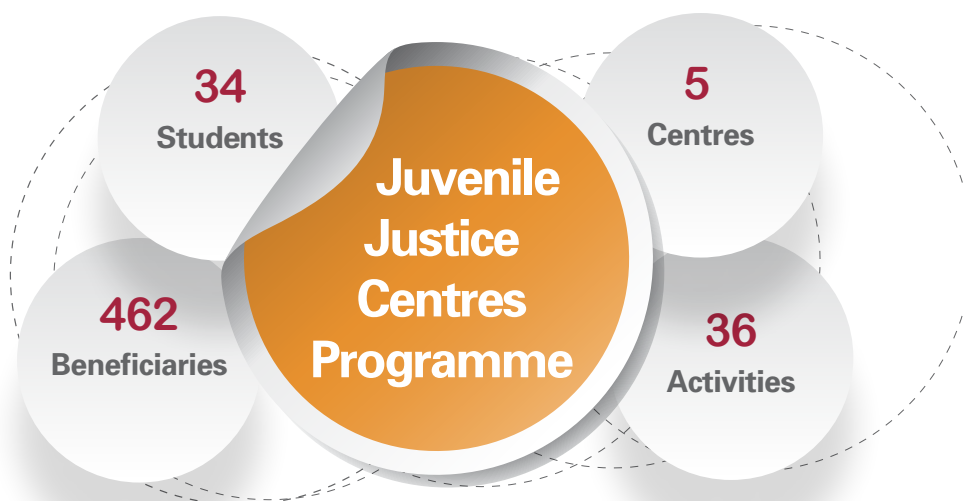 34
Students
5
Centres
Juvenile
Justice
Centres
Programme
462
Beneficiaries
36
Activities